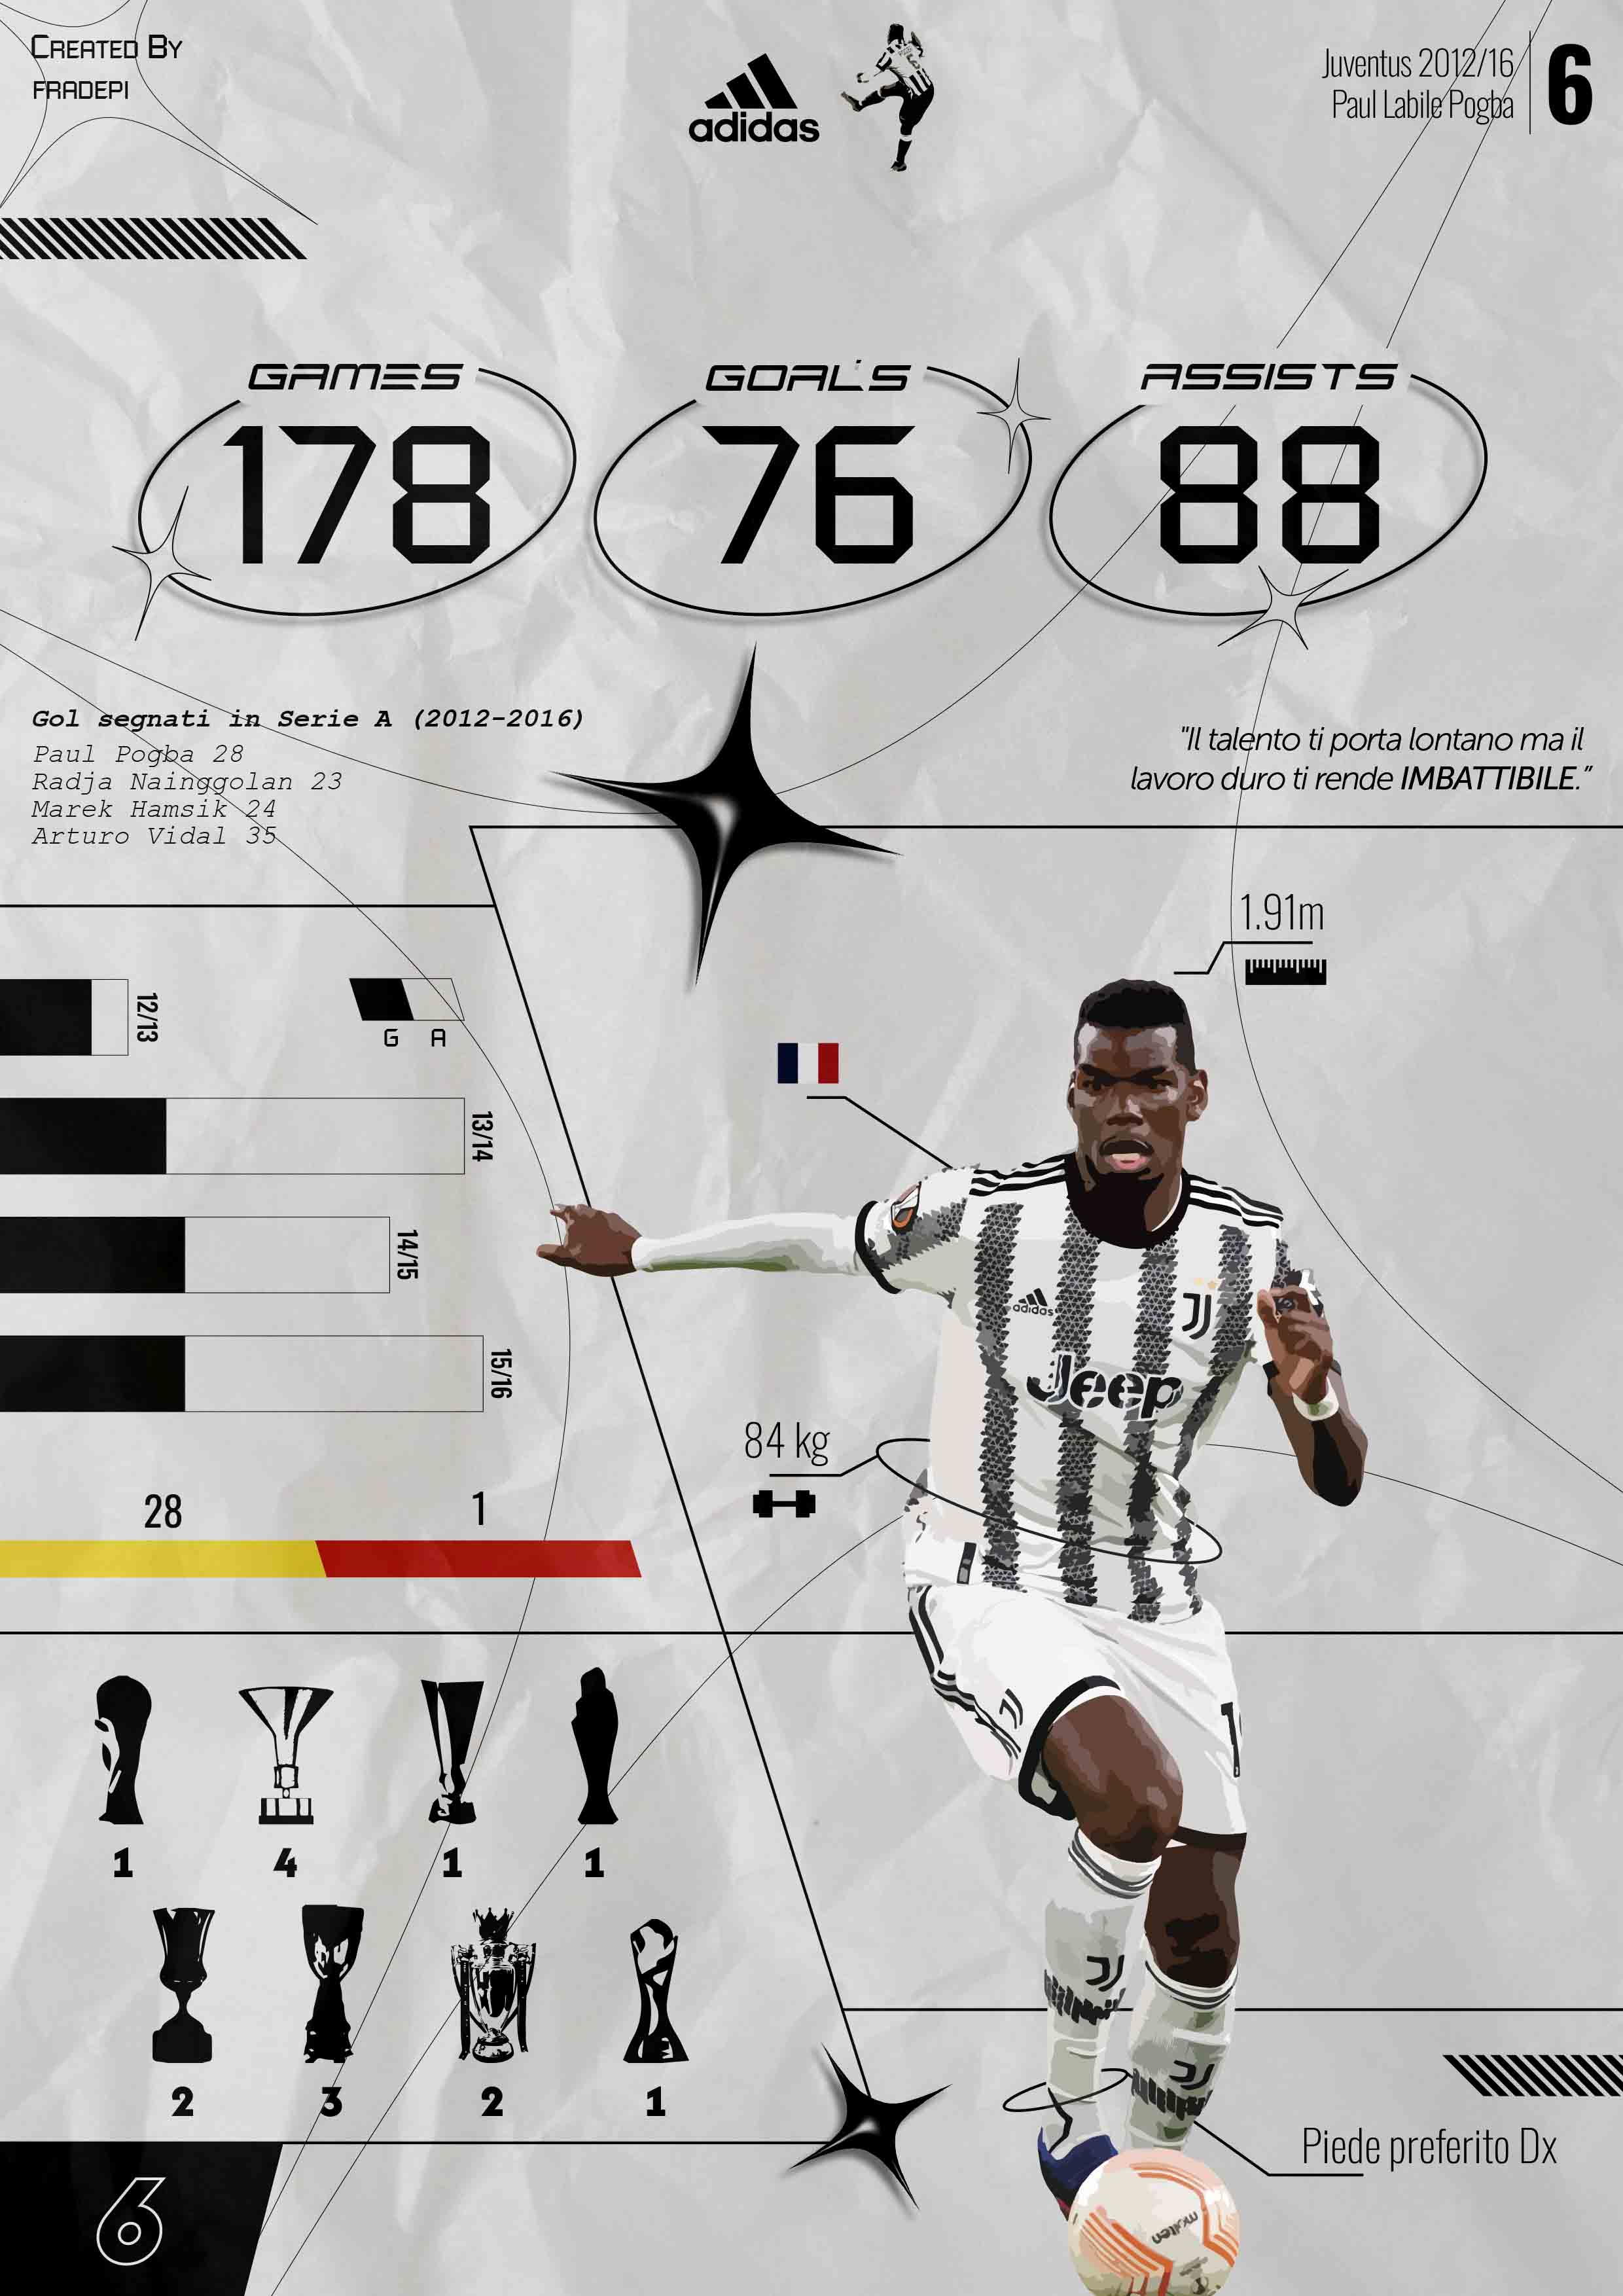 Created By
fradepi
adidas
Juventus 2012/16
Paul Labile Pogba
6
GAMES
178
GOAL'S
76
ASSISTS
88
Gol segnati in Serie A (2012-2016)
Paul Pogba 28
Radja Nainggolan 23
Marek Hamsik 24
Arturo Vidal 35
"Il talento ti porta lontano ma il
lavoro duro ti rende IMBATTIBILE."
1.91m
12/13
G A
13/14
14/15
15/16
adidas
Jeep
84 kg
28
1
1
1
4
1
1
2
3
2
1
Piede preferito Dx
molten
6